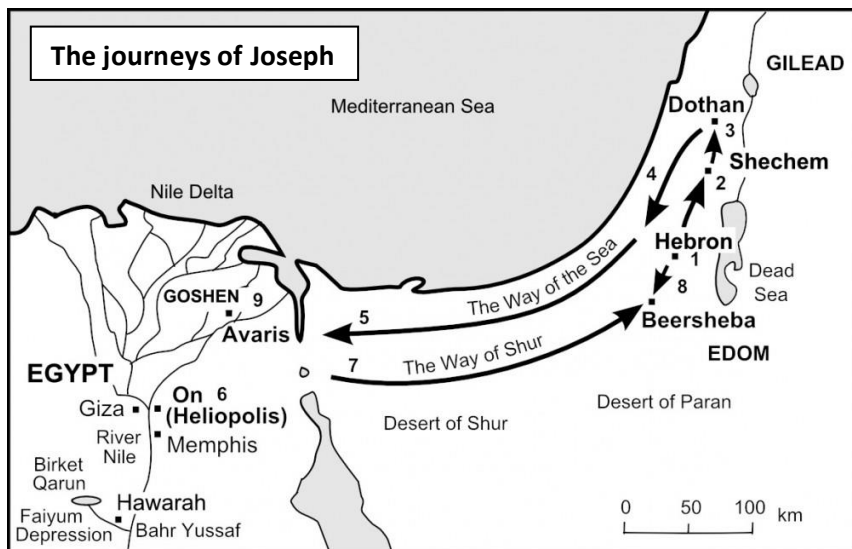 The journeys of Joseph
GILEAD
Mediterranean Sea
Dothan
3
4
Shechem
2
Nile Delta
Hebron
1
Dead
Sea
8
The Way of the Sea
GOSHEN 9
5
Avaris
Beersheba
7
The Way of Shur
EDOM
EGYPT
On 6
(Heliopolis)
Giza
Desert of Shur
Desert of Paran
River
Nile
Memphis
Birket
Qarun
Hawarah
Faiyum
Depression
Bahr Yussaf
0 50 100 km